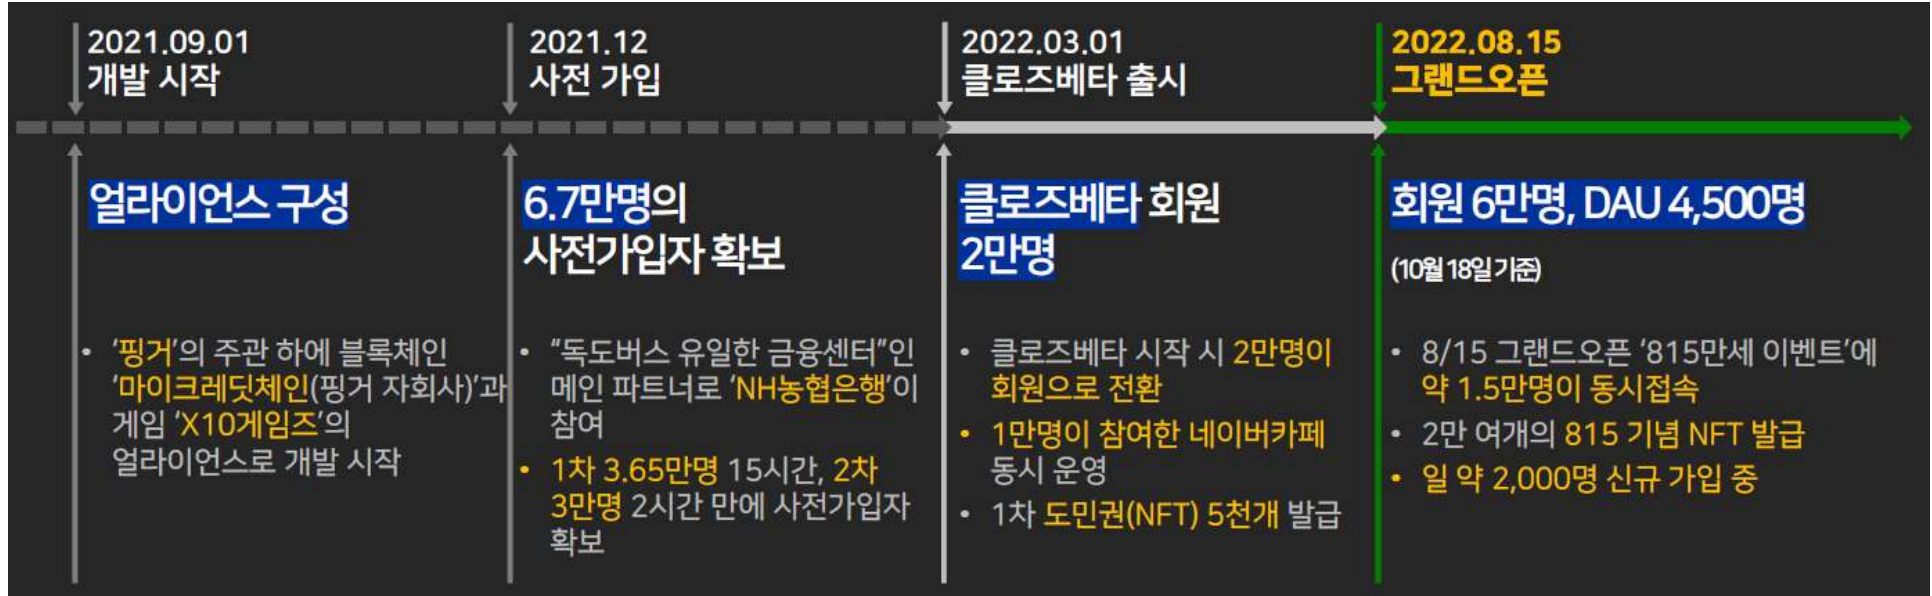 2021.09.01
개발 시작
얼라이언스 구성
• '핑거'의 주관 하에 블록체인
'마이크레딧체인(핑거 자회사)'과
게임 'X10게임즈'의
얼라이언스로 개발 시작
2021.12
사전 가입
6.7만명의
사전가입자 확보
• "독도버스 유일한 금융센터"인
메인 파트너로 'NH농협은행'이
참여
• 1차 3.65만명 15시간, 2차
3만명 2시간 만에 사전가입자
확보
2022.03.01
클로즈베타 출시
클로즈베타 회원
2만명
• 클로즈베타 시작 시 2만명이
회원으로 전환
• 1만명이 참여한 네이버카페
동시 운영
• 1차 도민권(NFT) 5천개 발급
2022.08.15
그랜드오픈
회원 6만명, DAU 4,500명
(10월 18일 기준)
• 8/15 그랜드오픈 '815만세 이벤트'에
약 1.5만명이 동시접속
• 2만 여개의 815 기념 NFT 발급
• 일 약 2,000명 신규 가입 중